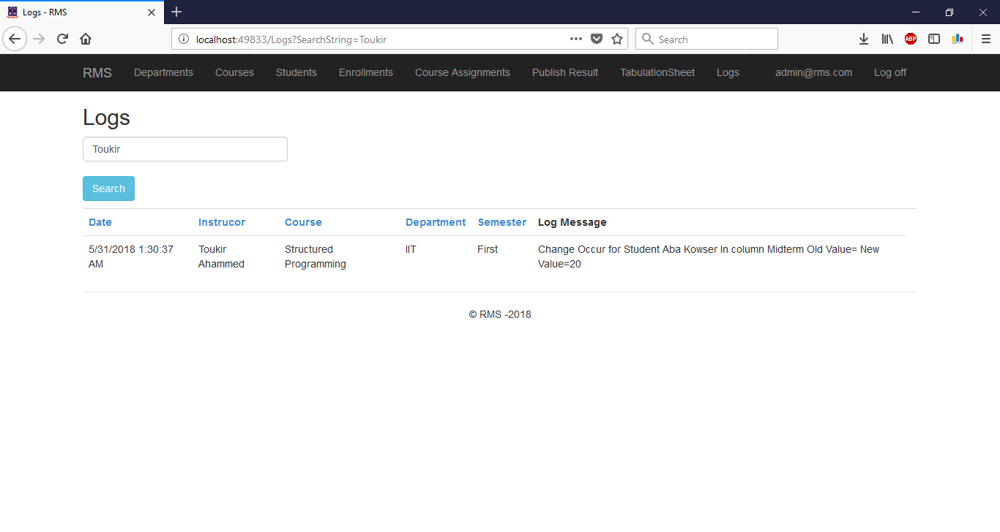 Logs - RMS
localhost:49833/Logs?SearchString=Toukir
Search
ABP
RMS Departments Courses Students Enrollments Course Assignments Publish Result TabulationSheet Logs admin@rms.com Log off
Logs
Toukir
Search
Date Instrucor Course Department Semester Log Message
5/31/2018 1:30:37 Toukir Structured IIT First Change Occur for Student Aba Kowser In column Midterm Old Value= New
AM Ahammed Programming Value=20
© RMS -2018